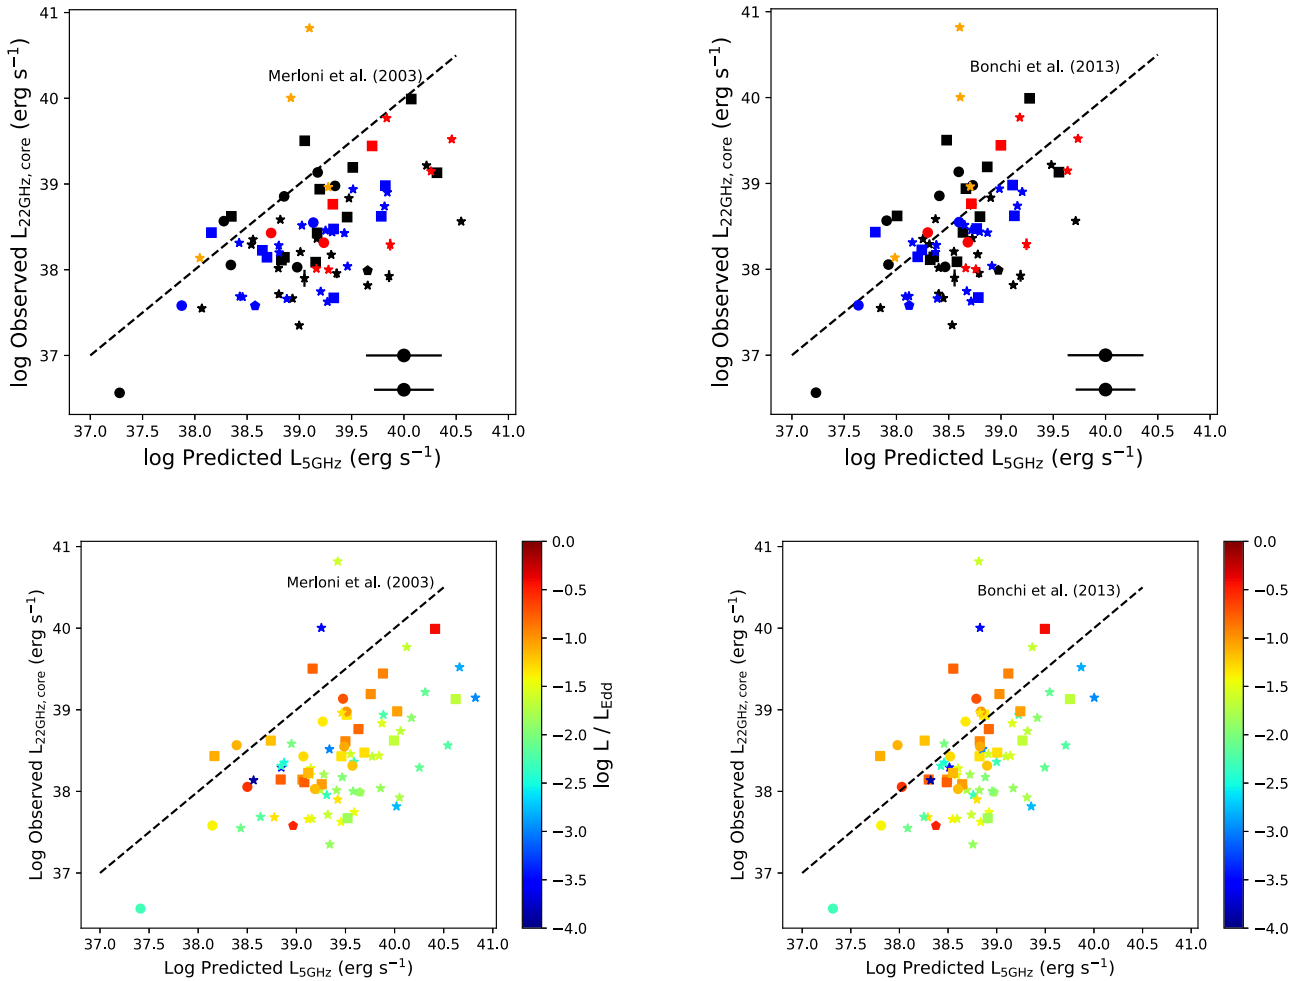 41
40
39
38
37
log Observed L22GHz,core (erg s−1)
Merloni et al. (2003)
37.0 37.5 38.0 38.5 39.0 39.5 40.0 40.5 41.0
log Predicted L5GHz (erg s−1)
41
40
39
38
37
log Observed L22GHz,core (erg s−1)
Bonchi et al. (2013)
37.0 37.5 38.0 38.5 39.0 39.5 40.0 40.5 41.0
log Predicted L5GHz (erg s−1)
41
40
39
38
37
Log Observed L22GHz,core (erg s−1)
Merloni et al. (2003)
37.0 37.5 38.0 38.5 39.0 39.5 40.0 40.5 41.0
Log Predicted L5GHz (erg s−1)
0.0
−0.5
−1.0
−1.5
−2.0
−2.5
−3.0
−3.5
−4.0
log L / LEdd
41
40
39
38
37
Log Observed L22GHz,core (erg s−1)
Bonchi et al. (2013)
37.0 37.5 38.0 38.5 39.0 39.5 40.0 40.5 41.0
Log Predicted L5GHz (erg s−1)
0.0
−0.5
−1.0
−1.5
−2.0
−2.5
−3.0
−3.5
−4.0